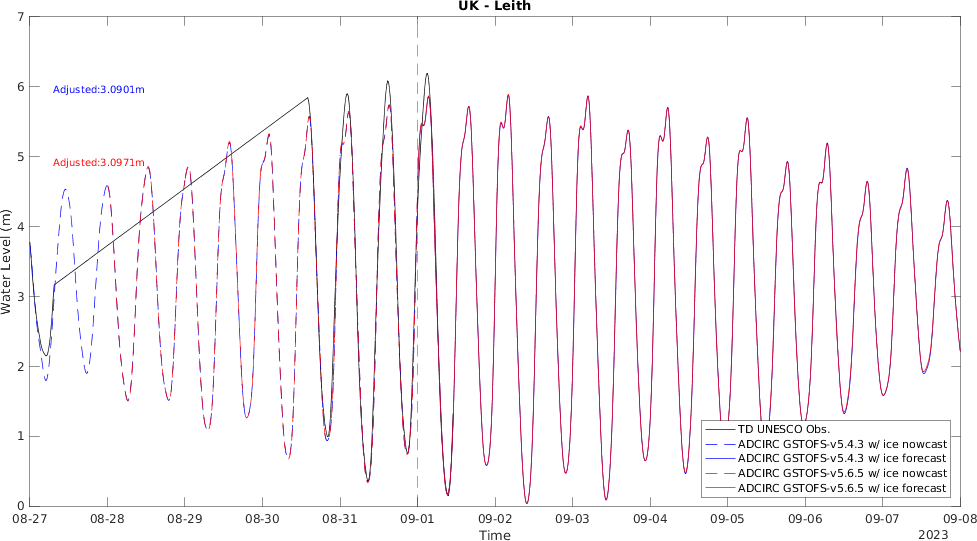 UK - Leith
7
6
5
4
3
2
1
0
Water Level (m)
Adjusted:3.0901m
Adjusted:3.0971m
TD UNESCO Obs.
ADCIRC GSTOFS-v5.4.3 w/ ice nowcast
ADCIRC GSTOFS-v5.4.3 w/ ice forecast
ADCIRC GSTOFS-v5.6.5 w/ ice nowcast
ADCIRC GSTOFS-v5.6.5 w/ ice forecast
08-27 08-28 08-29 08-30 08-31 09-01 09-02 09-03 09-04 09-05 09-06 09-07 09-08
Time
2023